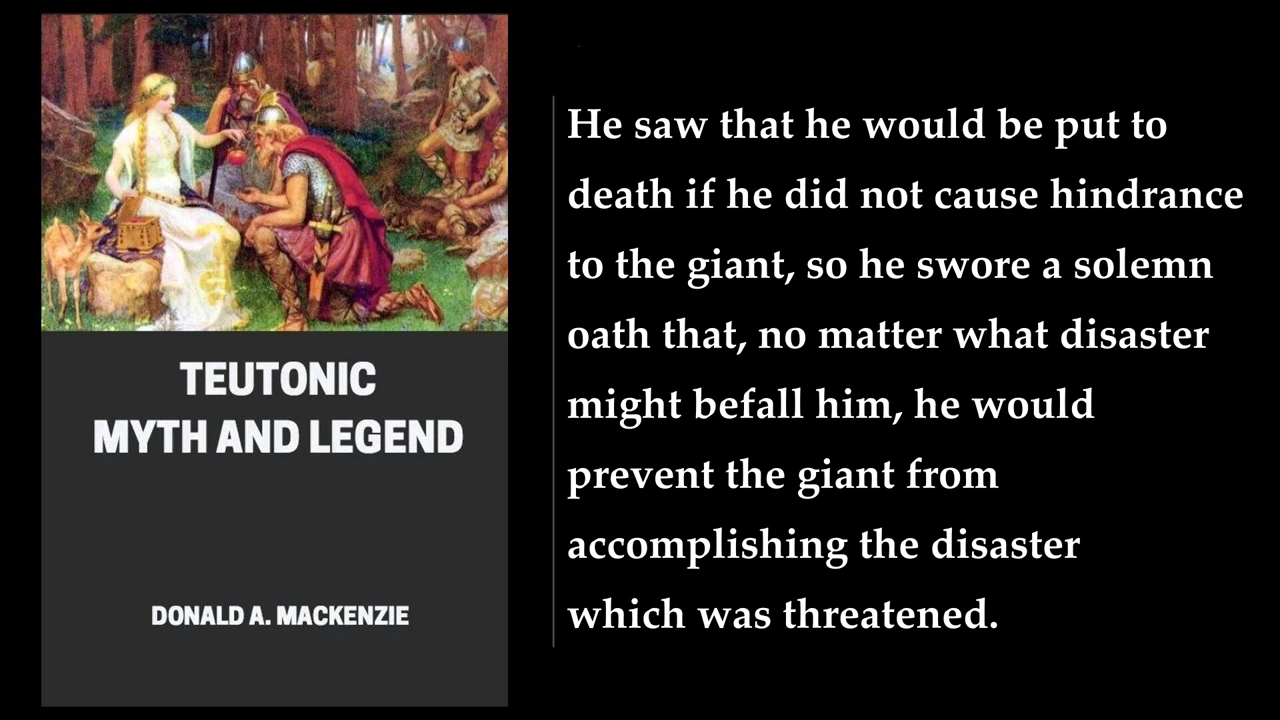 TEUTONIC
MYTH AND LEGEND
DONALD A. MACKENZIE
He saw that he would be put to
death if he did not cause hindrance
to the giant, so he swore a solemn
oath that, no matter what disaster
might befall him, he would
prevent the giant from
accomplishing the disaster
which was threatened.